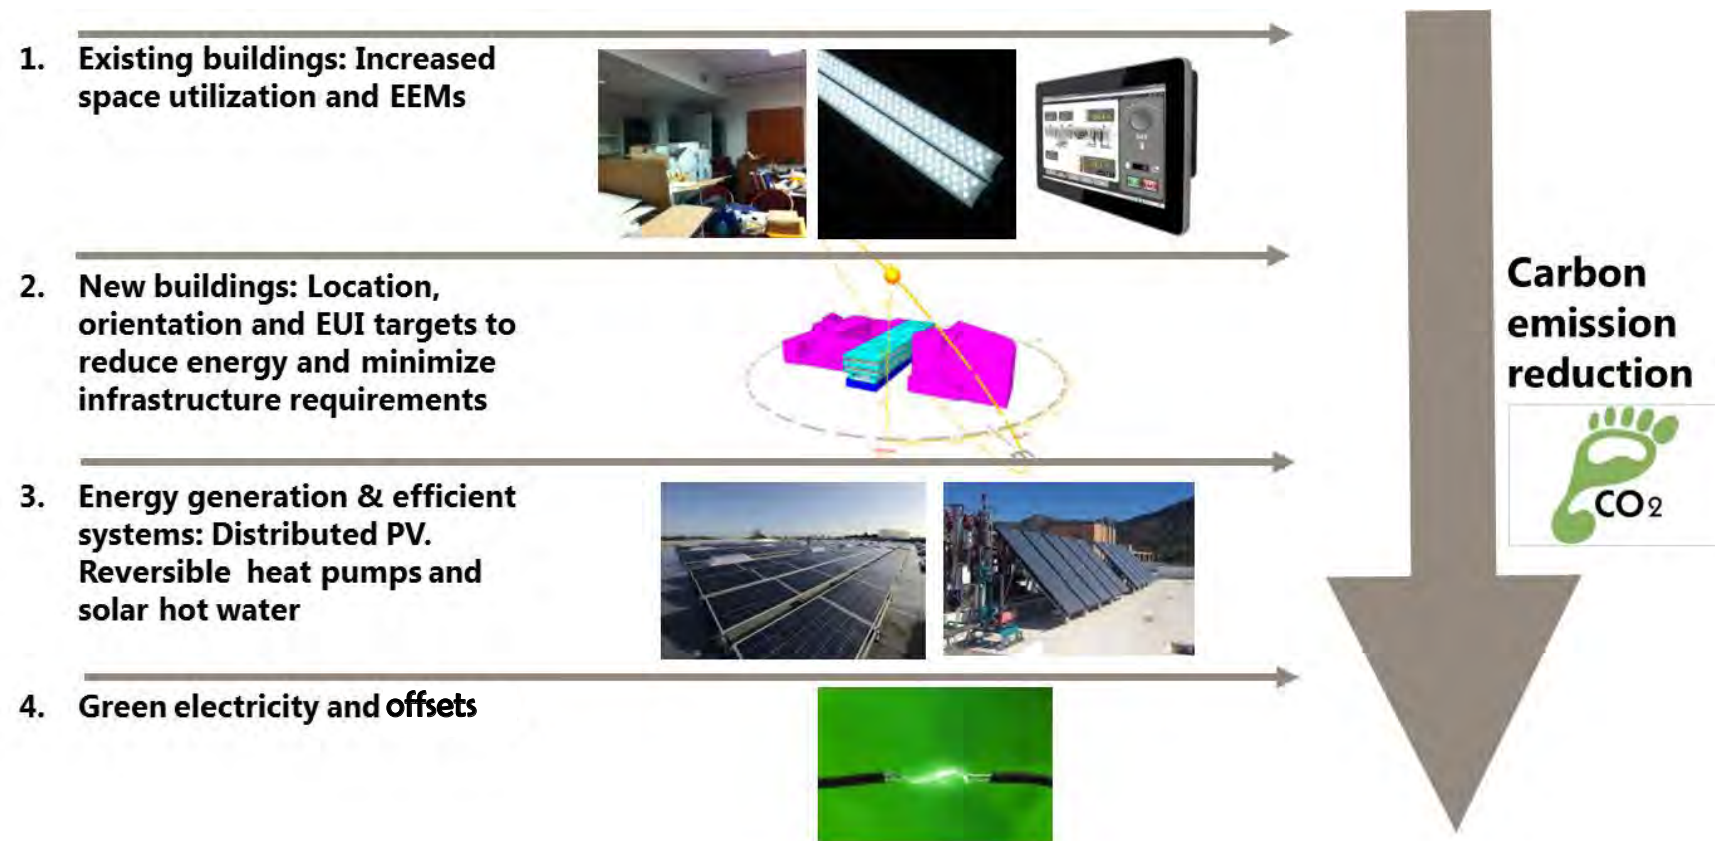 1. Existing buildings: Increased
space utilization and EEMs
2. New buildings: Location,
orientation and EUI targets to
reduce energy and minimize
infrastructure requirements
3. Energy generation & efficient
systems: Distributed PV.
Reversible heat pumps and
solar hot water
4. Green electricity and offsets
Carbon
emission
reduction
CO2